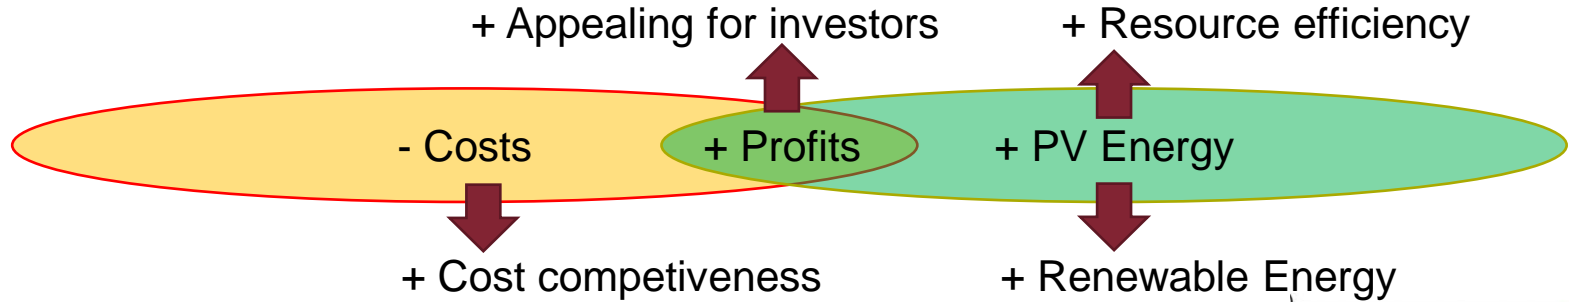 + Appealing for investors
+ Resource efficiency
- Costs
+ Profits
+ PV Energy
+ Cost competiveness
+ Renewable Energy